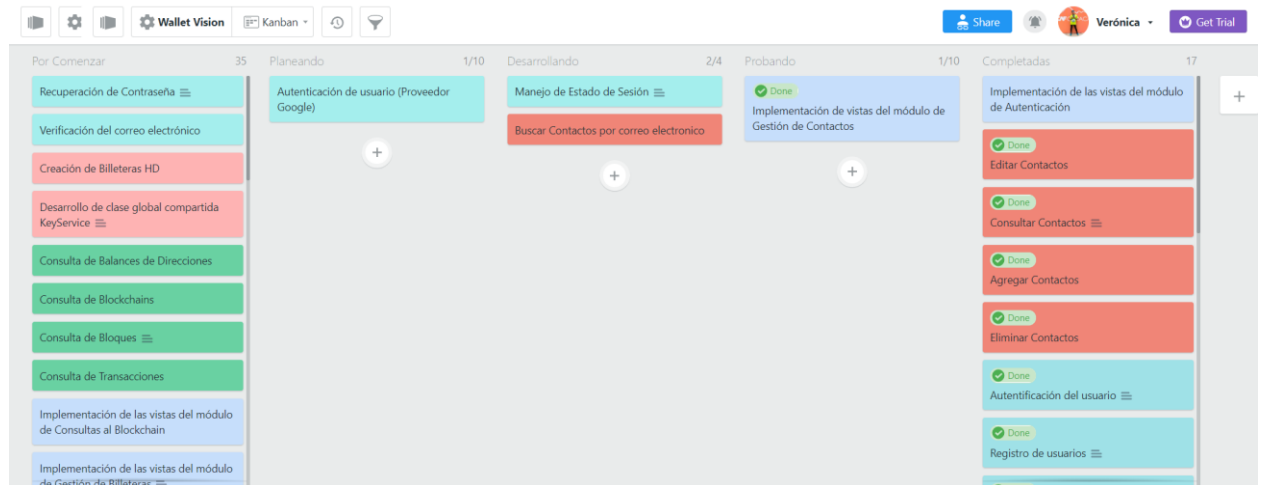 Wallet Vision
Kanban
Share
Verónica
Get Trial
Por Comenzar 35
Recuperación de Contraseña
Verificación del correo electrónico
Creación de Billeteras HD
Desarrollo de clase global compartida
KeyService
Consulta de Balances de Direcciones
Consulta de Blockchains
Consulta de Bloques
Consulta de Transacciones
Implementación de las vistas del módulo
de Consultas al Blockchain
Implementación de las vistas del módulo
de Gestión de Billeteras
Planeando 1/10
Autenticación de usuario (Proveedor
Google)
Desarrollando 2/4
Manejo de Estado de Sesión
Buscar Contactos por correo electronico
Probando 1/10
Done
Implementación de vistas del módulo de
Gestión de Contactos
Completadas 17
Implementación de las vistas del módulo
de Autenticación
Done
Editar Contactos
Done
Consultar Contactos
Done
Agregar Contactos
Done
Eliminar Contactos
Done
Autentificación del usuario
Done
Registro de usuarios